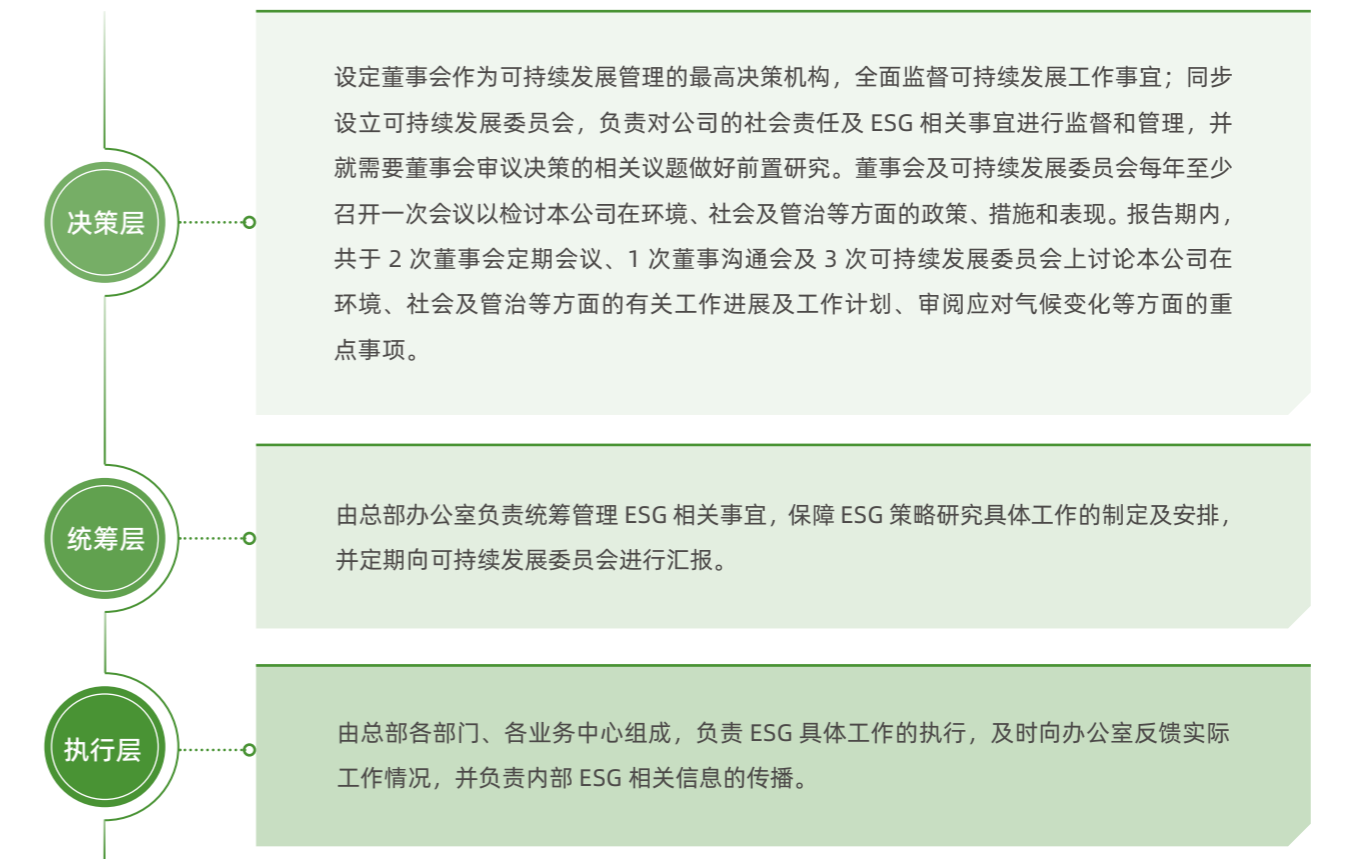 决策层
设定董事会作为可持续发展管理的最高决策机构，全面监督可持续发展工作事宜；同步
设立可持续发展委员会，负责对公司的社会责任及 ESG 相关事宜进行监督和管理，并
就需要董事会审议决策的相关议题做好前置研究。董事会及可持续发展委员会每年至少
召开一次会议以检讨本公司在环境、社会及管治等方面的政策、措施和表现。报告期内，
共于 2 次董事会定期会议、1 次董事沟通会及 3 次可持续发展委员会上讨论本公司在
环境、社会及管治等方面的有关工作进展及工作计划、审阅应对气候变化等方面的重
点事项。
统筹层
由总部办公室负责统筹管理 ESG 相关事宜，保障 ESG 策略研究具体工作的制定及安排，
并定期向可持续发展委员会进行汇报。
执行层
由总部各部门、各业务中心组成，负责 ESG 具体工作的执行，及时向办公室反馈实际
工作情况，并负责内部 ESG 相关信息的传播。